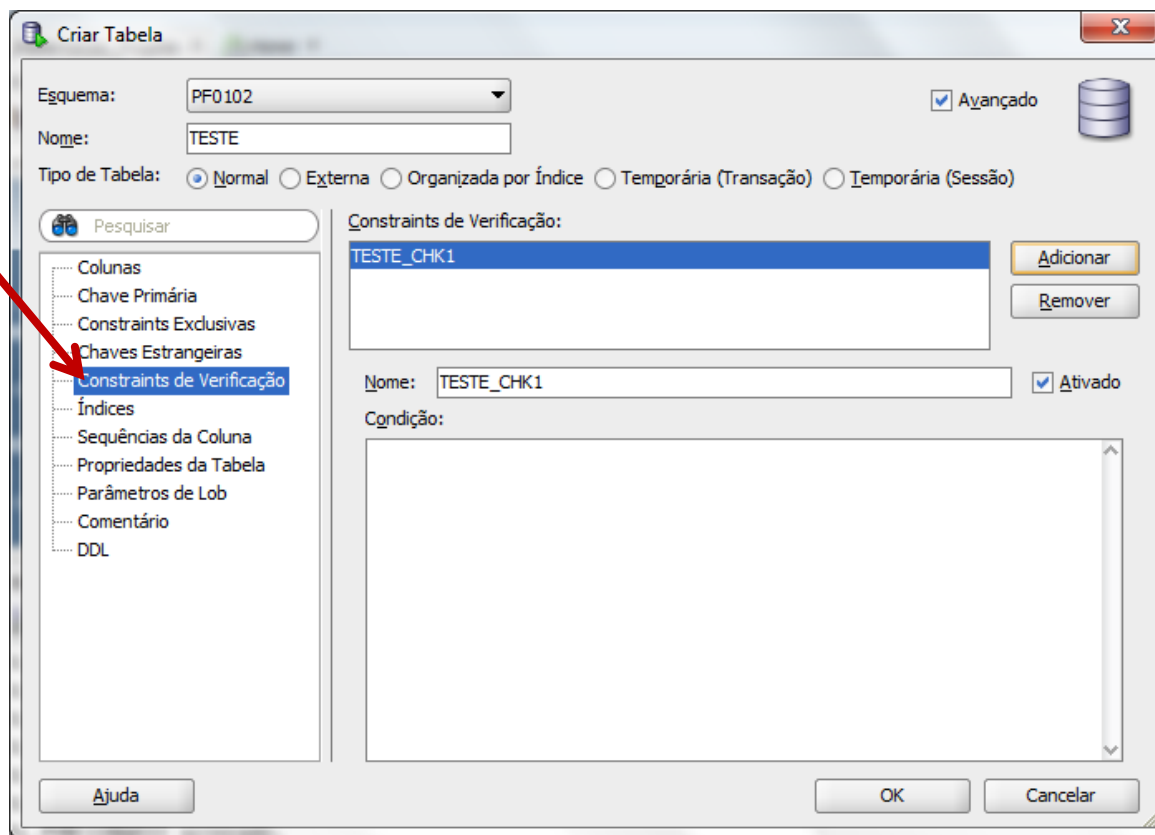 Criar Tabela
Esquema: PF0102 Avançado
Nome: TESTE
Tipo de Tabela: Normal Externa Organizada por Índice Temporária (Transação) Temporária (Sessão)
Pesquisar
Colunas
Chave Primária
Constraints Exclusivas
Chaves Estrangeiras
Constraints de Verificação
Índices
Sequências da Coluna
Propriedades da Tabela
Parâmetros de Lob
Comentário
DDL
Constraints de Verificação:
TESTE_CHK1
Adicionar
Remover
Nome: TESTE_CHK1 Ativado
Condição:
Ajuda OK Cancelar